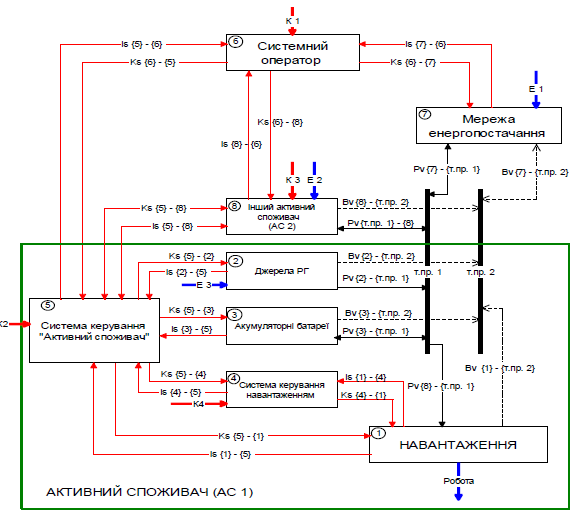 К 1
Is {5} - {6}
6
Системний
оператор
Is {7} - {6}
Ks {6} - {5}
Ks {6} - {7}
E 1
7
Мережа
енергопостачання
Ks {6} - {8}
Is {8} - {6}
Pv {7} - {т.пр. 1}
Bv {7} - {т.пр. 2}
К 3
E 2
Ks {5} - {8}
Is {5} - {8}
8
Інший активний
споживач
(АС 2)
Bv {8} - {т.пр. 2}
Pv {т.пр. 1} - {8}
Ks {5} - {2}
Is {2} - {5}
E 3
2
Джерела РГ
Bv {2} - {т.пр. 2}
Pv {2} - {т.пр. 1}
т.пр. 1
т.пр. 2
К2
5
Система керування
"Активний споживач"
Ks {5} - {3}
Is {3} - {5}
3
Акумуляторні батареї
Bv {3} - {т.пр. 2}
Pv {3} - {т.пр. 1}
Ks {5} - {4}
Is {4} - {5}
К4
4
Система керування
навантаженням
Is {1} - {4}
Ks {4} - {1}
Pv {8} - {т.пр. 1}
Bv {1} - {т.пр. 2}
Ks {5} - {1}
Is {1} - {5}
1
НАВАНТАЖЕННЯ
Робота
АКТИВНИЙ СПОЖИВАЧ (АС 1)